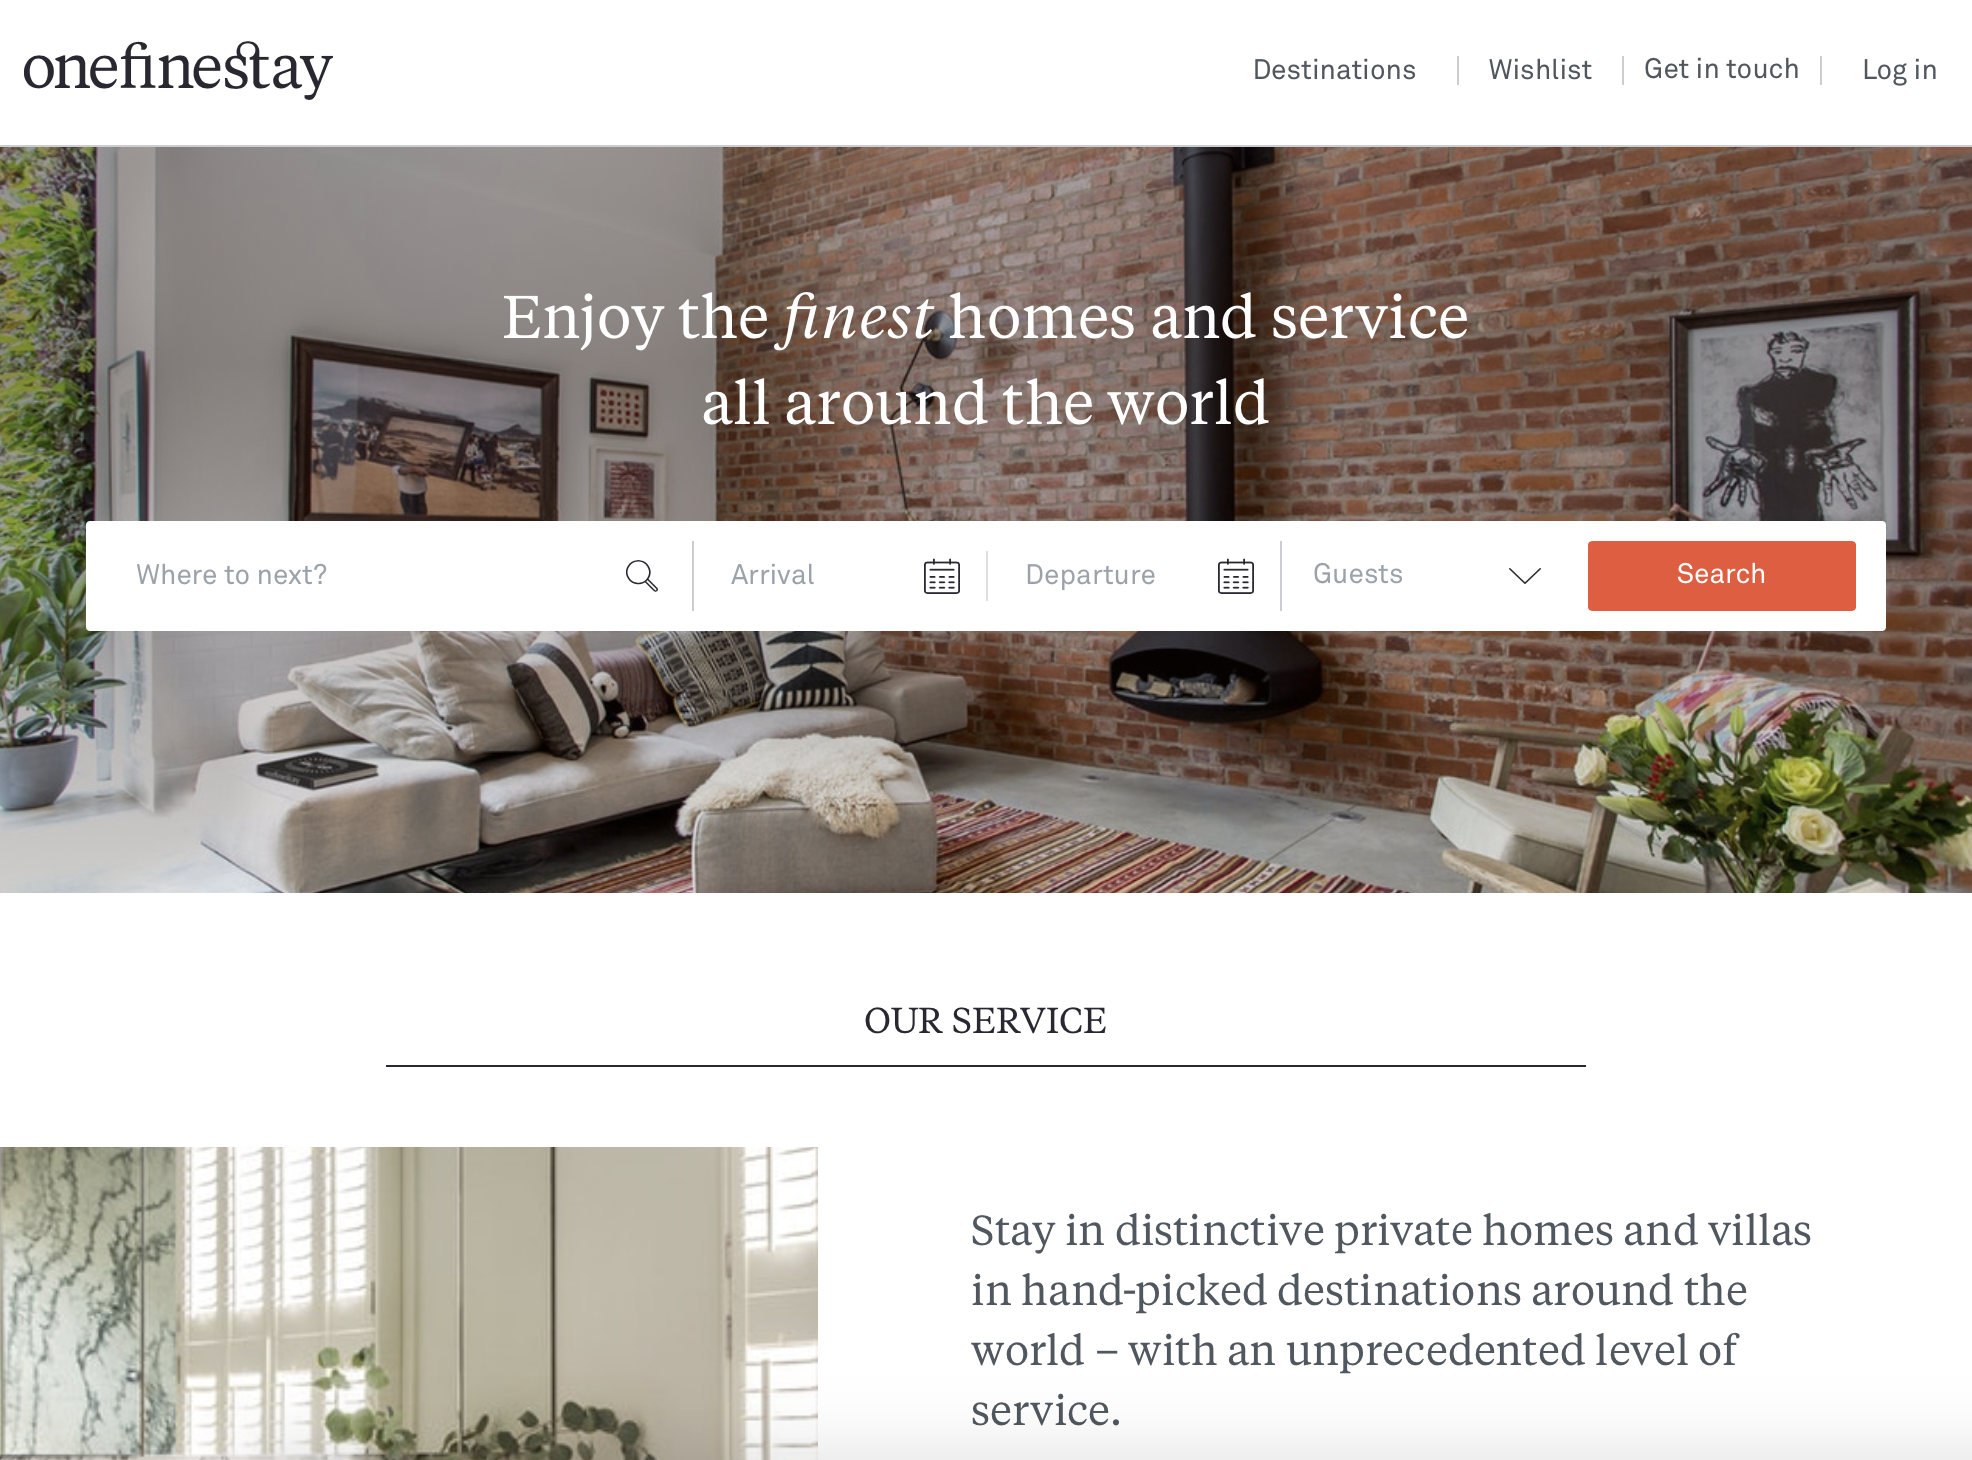 onefinestay
Destinations
Wishlist
Get in touch
Log in
Enjoy the finest homes and service
all around the world
Where to next?
Arrival
Departure
Guests
Search
OUR SERVICE
Stay in distinctive private homes and villas
in hand-picked destinations around the
world – with an unprecedented level of
service.